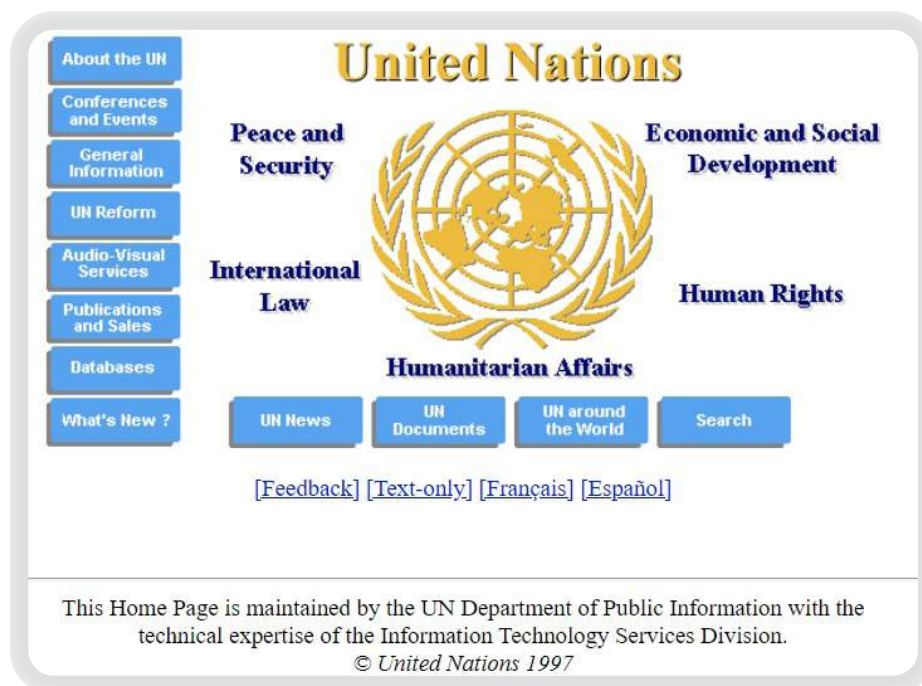 About the UN
Conferences
and Events
General
Information
UN Reform
Audio-Visual
Services
Publications
and Sales
Databases
What's New ?
United Nations
Peace and
Security
Economic and Social
Development
International
Law
Human Rights
Humanitarian Affairs
UN News
UN
Documents
UN around
the World
Search
[Feedback] [Text-only] [Français] [Español]
This Home Page is maintained by the UN Department of Public Information with the
technical expertise of the Information Technology Services Division.
© United Nations 1997